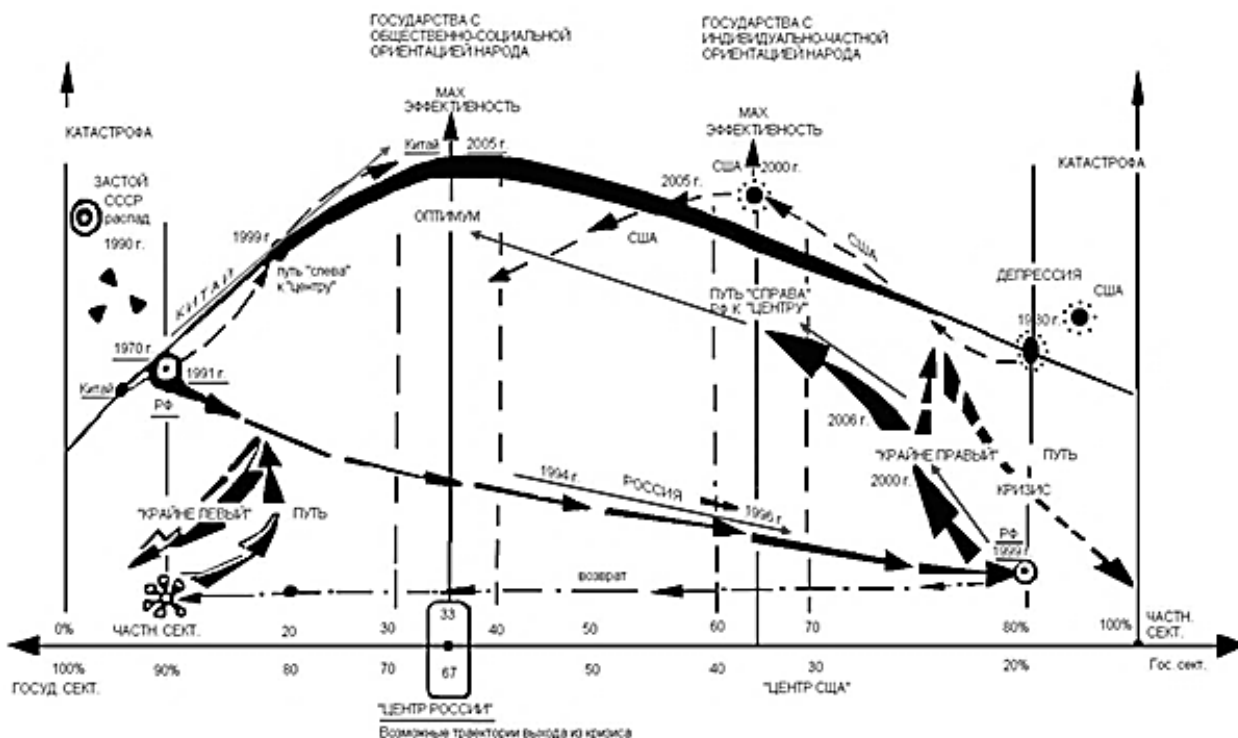 ГОСУДАРСТВА С
ОБЩЕСТВЕННО-СОЦИАЛЬНОЙ
ОРИЕНТАЦИЕЙ НАРОДА
ГОСУДАРСТВА С
ИНДИВИДУАЛЬНО-ЧАСТНОЙ
ОРИЕНТАЦИЕЙ НАРОДА
МАХ.
ЭФФЕКТИВНОСТЬ
МАХ.
ЭФФЕКТИВНОСТЬ
КАТАСТРОФА
КАТАСТРОФА
Китай
2005 г.
США
2000 г.
2005 г.
ЗАСТОЙ
СССР
распад
1990 г.
ОПТИМУМ
США
США
1999 г
КИТАЙ
путь "слева"
к "центру"
ДЕПРЕССИЯ
США
1930 г.
ПУТЬ "СПРАВА"
РФ К "ЦЕНТРУ"
1970 г
1991 г.
Китай
РФ
2006 г.
"КРАЙНЕ ПРАВЫЙ"
ПУТЬ
2000 г.
КРИЗИС
1994 г.
РОССИЯ
1996 г
"КРАЙНЕ ЛЕВЫЙ"
ПУТЬ
РФ
1999 г
возврат
0% ЧАСТН. СЕКТ. 20 30 33 40 50 60 70 80% 100% ЧАСТН.
СЕКТ.
100% 90% 80 70 67 50 40 30 20% Гос. сект.
ГОСУД. СЕКТ.
"ЦЕНТР СЩА"
"ЦЕНТР РОССИИ"
Возможные траектории выхода из кризиса